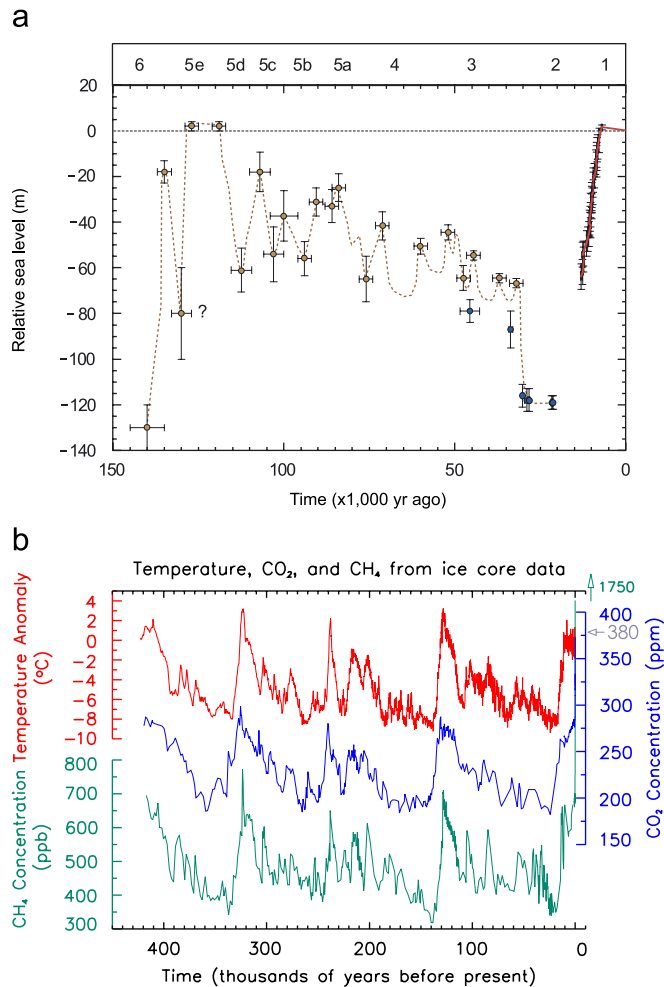 a
6 5e 5d 5c 5b 5a 4 3 2 1
20
0
−20
−40
−60
−80
−100
−120
−140
Relative sea level (m)
?
150 100 50 0
Time (x1,000 yr ago)
b
Temperature, CO₂, and CH₄ from ice core data
1750
4
2
0
−2
−4
−6
−8
−10
Temperature Anomaly
(°C)
400
380
350
300
250
200
150
CO₂ Concentration (ppm)
800
700
600
500
400
300
CH₄ Concentration
(ppb)
400 300 200 100 0
Time (thousands of years before present)